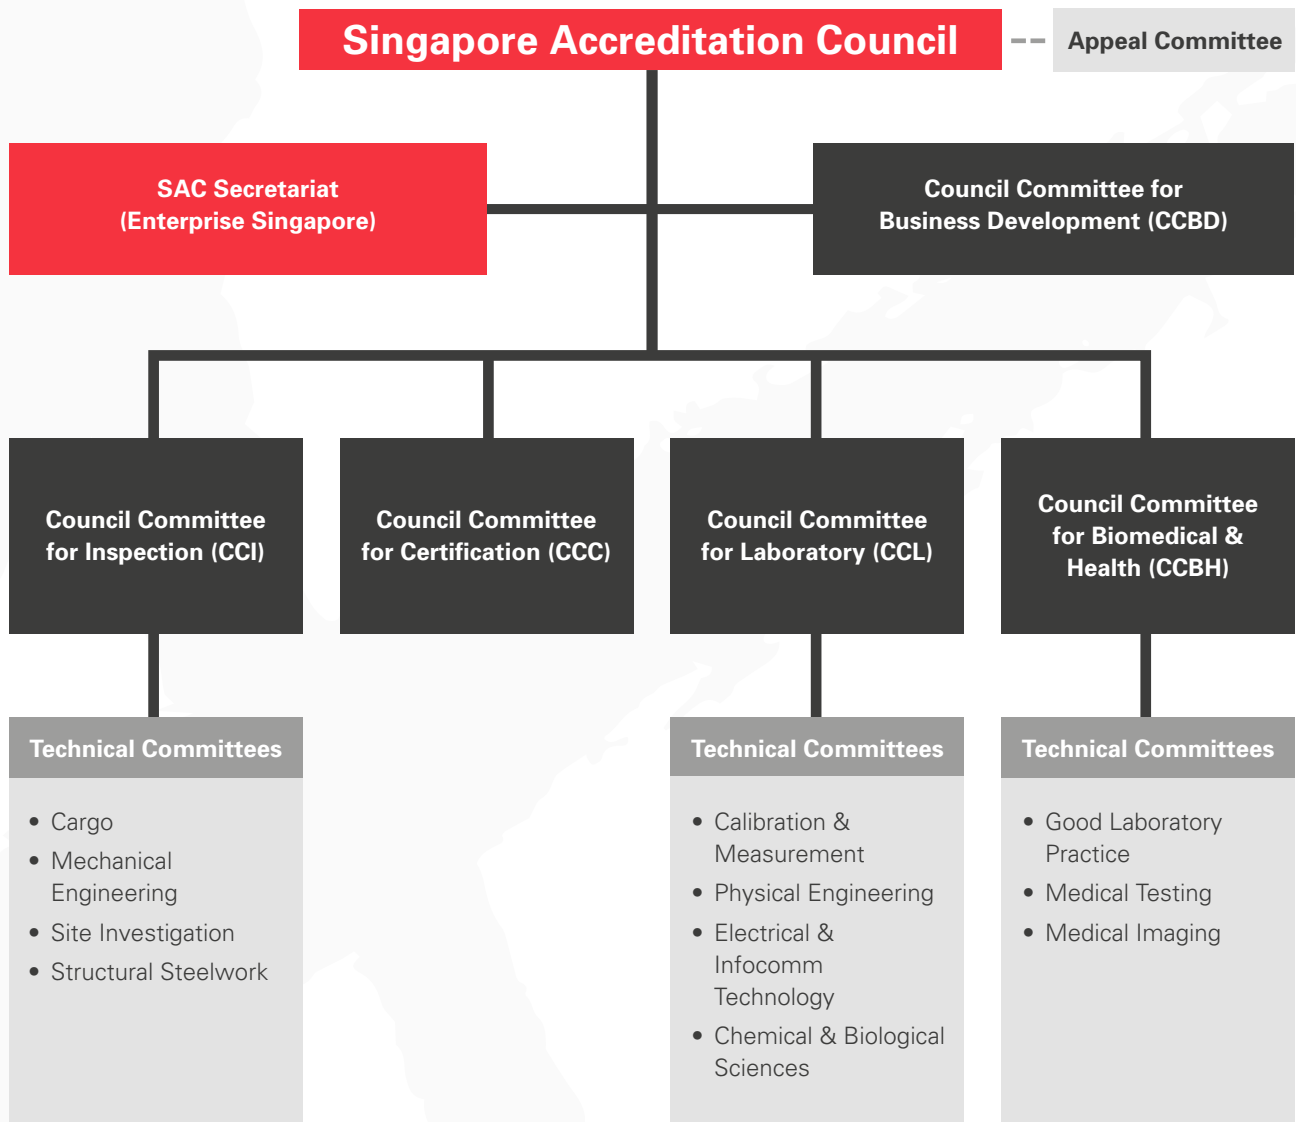 Singapore Accreditation Council
Appeal Committee
SAC Secretariat
(Enterprise Singapore)
Council Committee for
Business Development (CCBD)
Council Committee
for Inspection (CCI)
Council Committee
for Certification (CCC)
Council Committee
for Laboratory (CCL)
Council Committee
for Biomedical &
Health (CCBH)
Technical Committees
• Cargo
• Mechanical
Engineering
• Site Investigation
• Structural Steelwork
Technical Committees
• Calibration &
Measurement
• Physical Engineering
• Electrical &
Infocomm
Technology
• Chemical & Biological
Sciences
Technical Committees
• Good Laboratory
Practice
• Medical Testing
• Medical Imaging